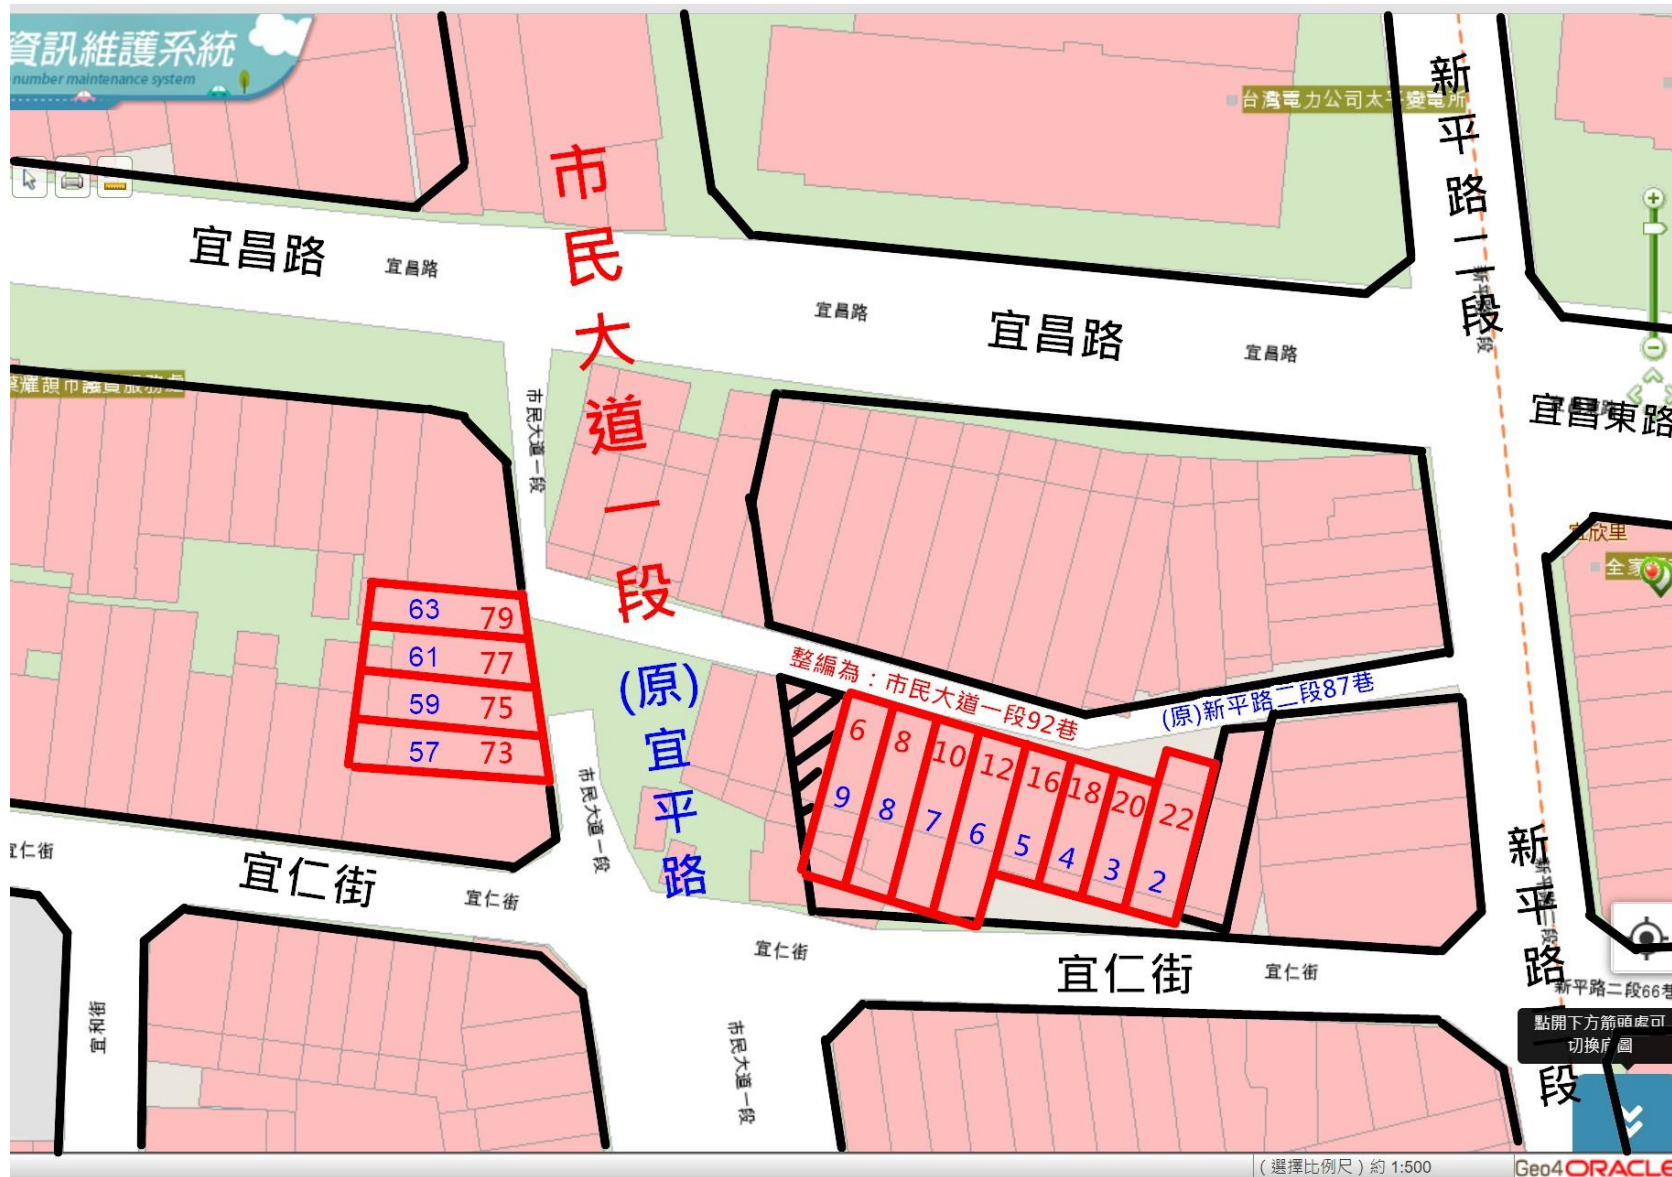 資訊維護系統
number maintenance system
台灣電力公司太平變電所
新平路二段
市民大道一段
宜昌路
宜昌路
宜昌路
宜昌路
宜昌路
宜昌東路
市民大道一段
宜欣里
全家
63 79
61 77
59 75
57 73
(原)宜平路
整編為：市民大道一段92巷
(原)新平路二段87巷
6 8 10 12 16 18 20 22
9 8 7 6 5 4 3 2
市民大道一段
宜仁街
宜仁街
宜仁街
宜仁街
宜仁街
新平路二段
新平路二段66巷
宜和街
市民大道一段
點開下方箭頭處可
切換底圖
(選擇比例尺)約 1:500
Geo4 ORACLE